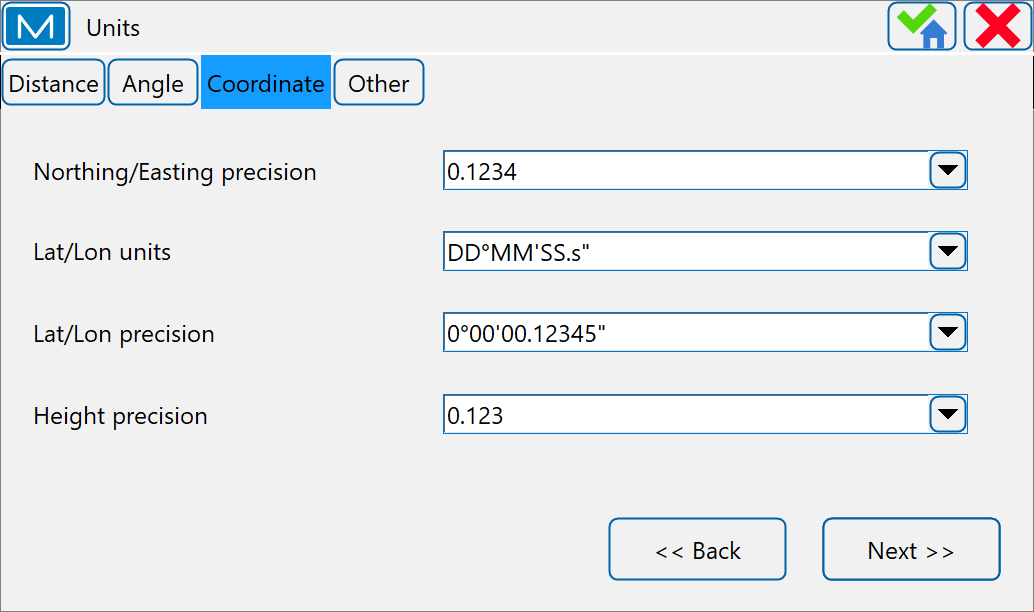 M Units
Distance Angle Coordinate Other
Northing/Easting precision 0.1234
Lat/Lon units DD°MM'SS.s"
Lat/Lon precision 0°00'00.12345"
Height precision 0.123
<< Back Next >>